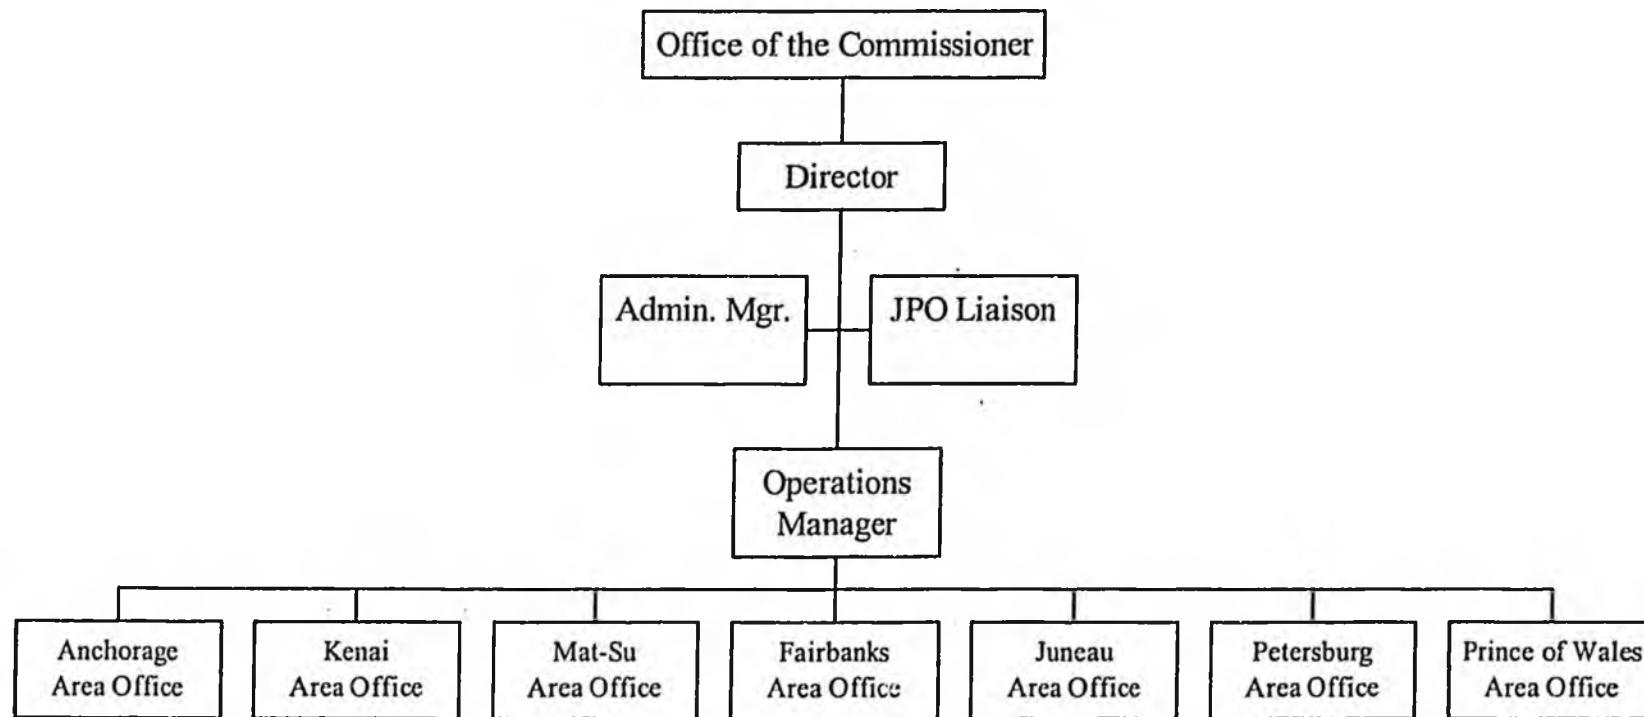 Office of the Commissioner
Director
Admin. Mgr.
JPO Liaison
Operations
Manager
Anchorage
Area Office
Kenai
Area Office
Mat-Su
Area Office
Fairbanks
Area Office
Juneau
Area Office
Petersburg
Area Office
Prince of Wales
Area Office